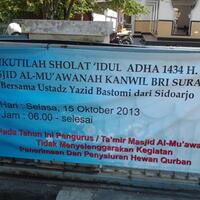 IKUTILAH SHOLAT 'IDUL ADHA 1434 H.
JID AL-MU'AWANAH KANWIL BRI SURA
Bersama Ustadz Yazid Bastomi dari Sidoarjo
Hari : Selasa, 15 Oktober 2013
Jam : 06.00 - selesai
Pada Tahun Ini Pengurus / Ta'mir Masjid Al-Mu'aw
Tidak Menyelenggarakan Kegiatan
Penerimaan Dan Penyaluran Hewan Qurban